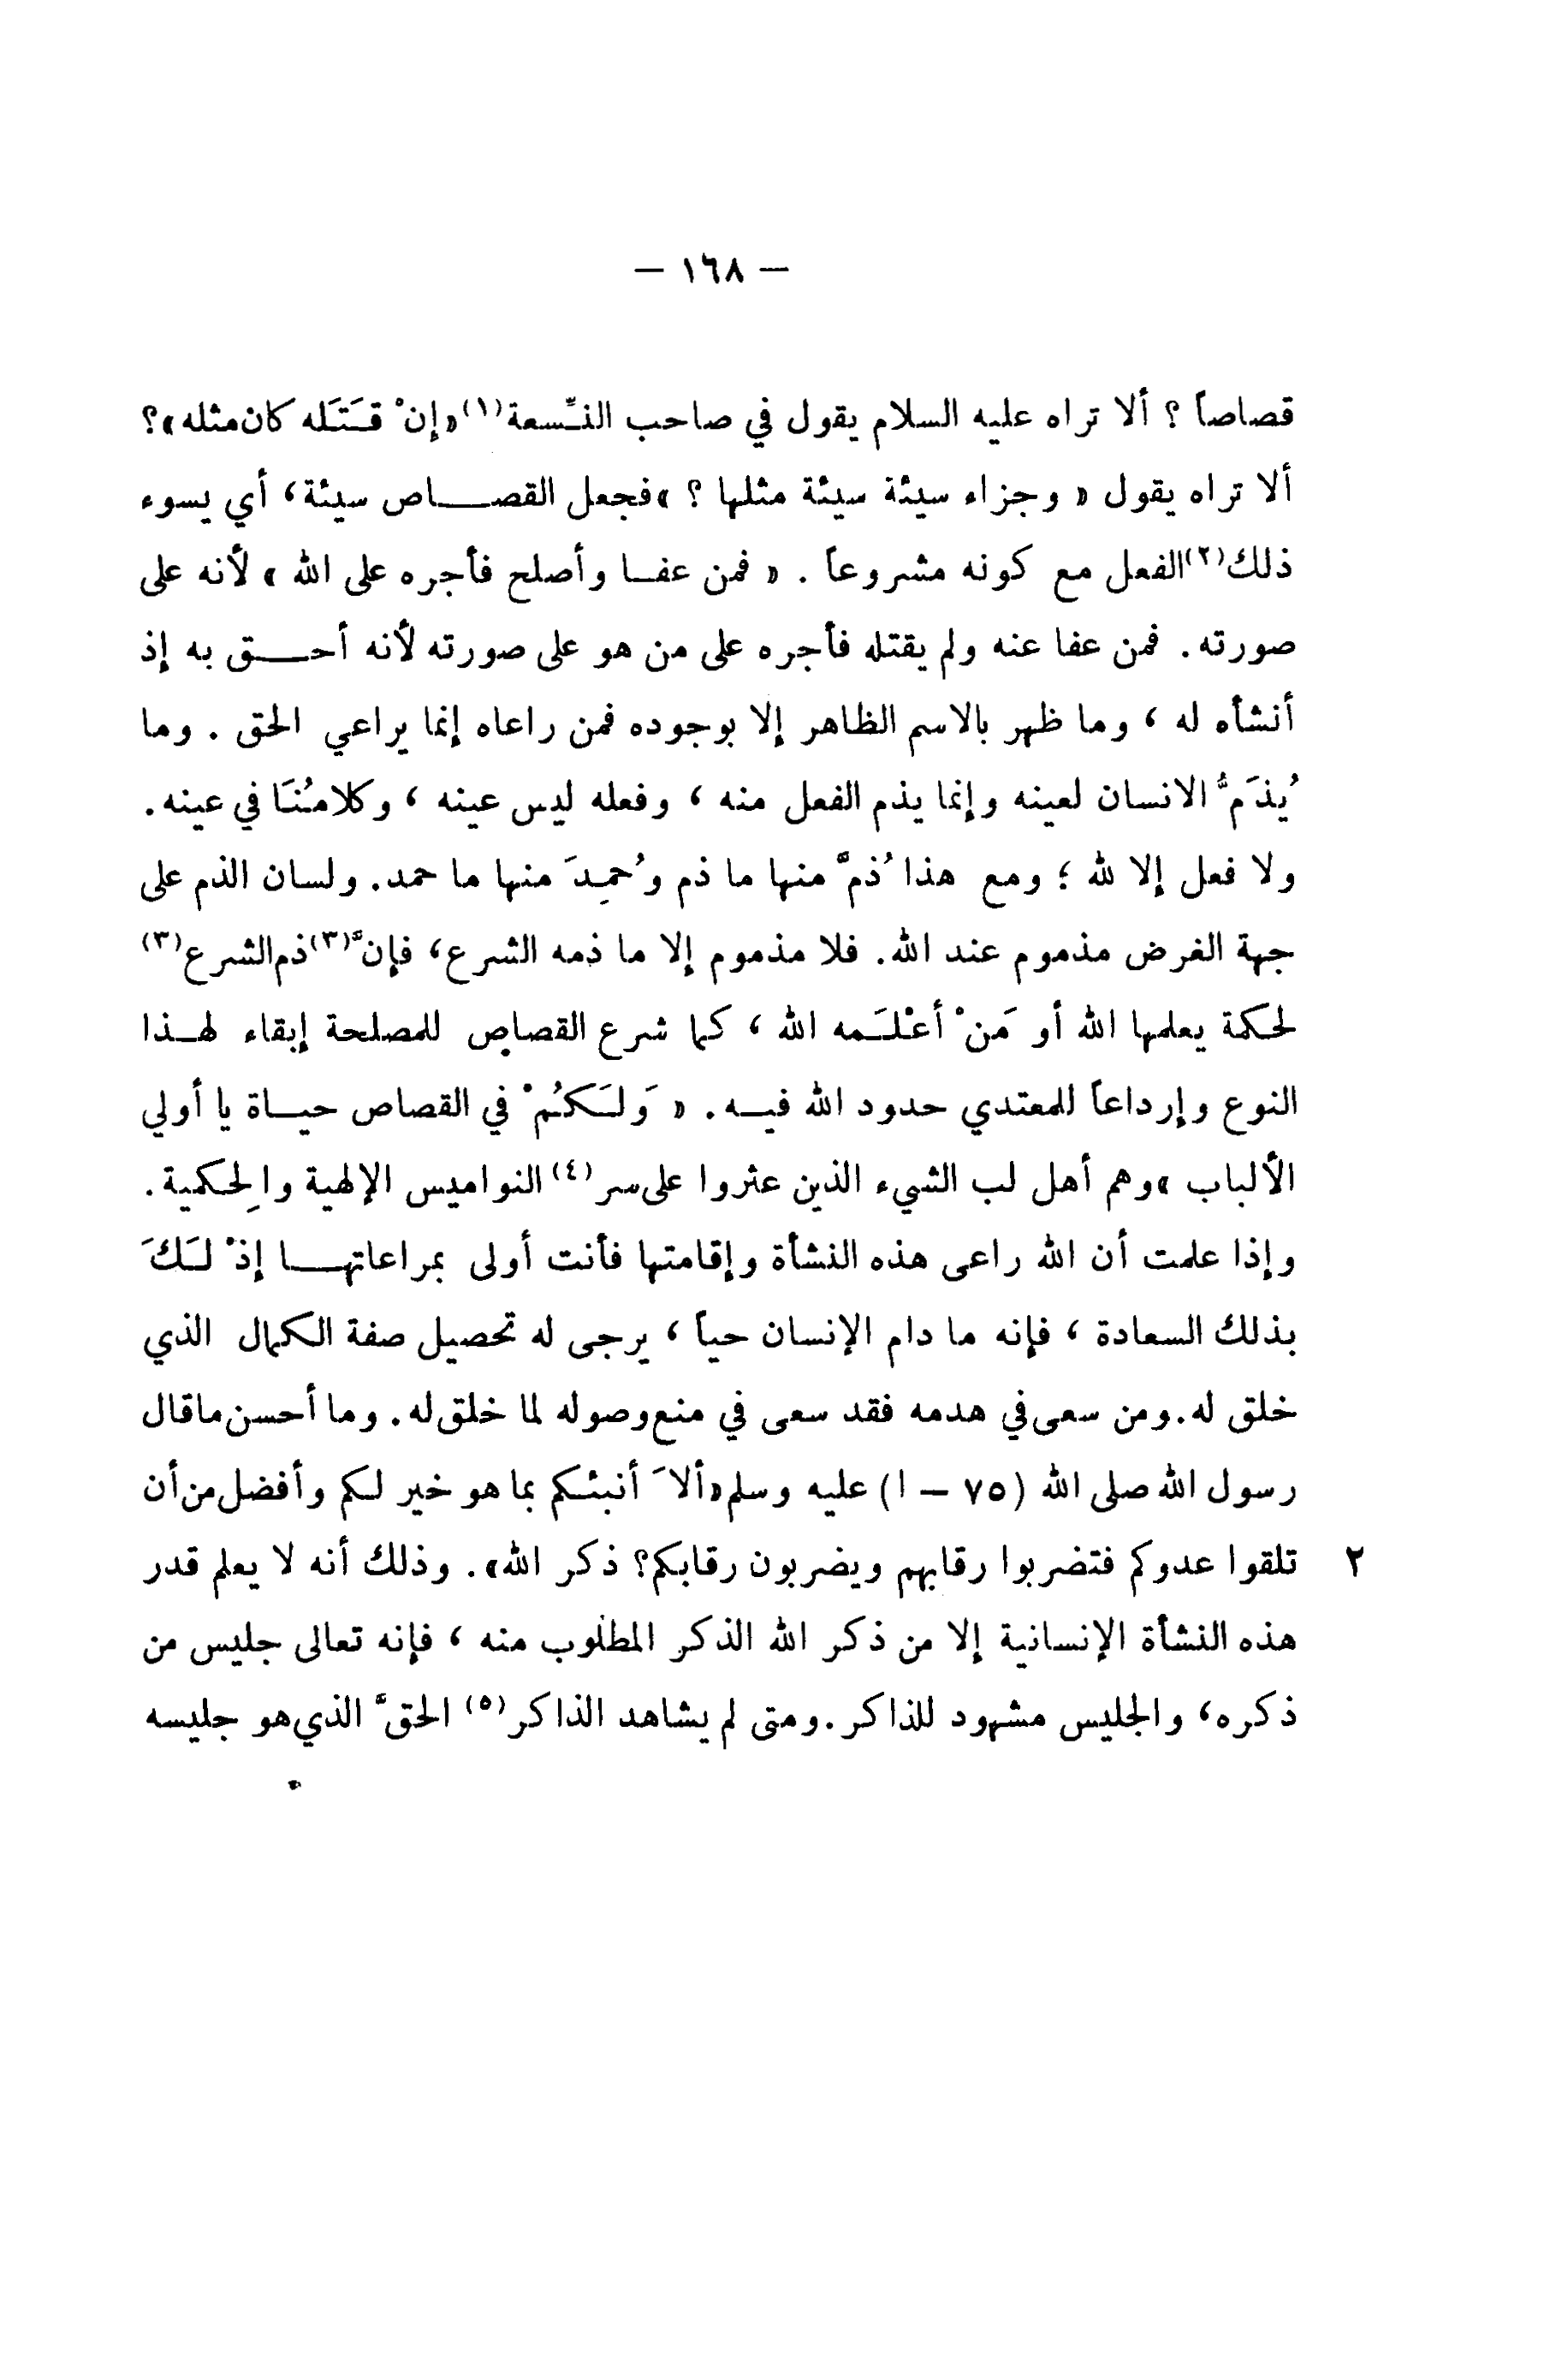 — ١٦٨ —
قصاصاً ؟ ألا تراه عليه السلام يقول في صاحب النِّسعة(١) «إنْ قَتَله كان مثله»؟
ألا تراه يقول « وجزاء سيئة سيئة مثلها ؟ » فجعل القصاص سيئة، أي يسوء
ذلك(٢) الفعل مع كونه مشروعاً . « فمن عفا وأصلح فأجره على الله » لأنه على
صورته . فمن عفا عنه ولم يقتله فأجره على من هو على صورته لأنه أحق به إذ
أنشأه له ، وما ظهر بالاسم الظاهر إلا بوجوده فمن راعاه إنما يراعي الحق . وما
يُذَمُّ الانسان لعينه وإنما يذم الفعل منه ، وفعله ليس عينه ، وكلامُنَا في عينه .
ولا فعل إلا لله ؛ ومع هذا ذُمَّ منها ما ذم وحُمِدَ منها ما حمد . ولسان الذم على
جهة الغرض مذموم عند الله . فلا مذموم إلا ما ذمه الشرع، فإنَّ(٣) ذم الشرع(٣)
لحكمة يعلمها الله أو مَنْ أعْلَمه الله ، كما شرع القصاص للمصلحة إبقاء لهذا
النوع وإرداعاً للمعتدي حدود الله فيه . « وَلَكُمْ في القصاص حياة يا أولي
الألباب » وهم أهل لب الشيء الذين عثروا على سر(٤) النواميس الإلهية والحِكمية .
وإذا علمت أن الله راعى هذه النشأة وإقامتها فأنت أولى بمراعاتها إذْ لَكَ
بذلك السعادة ، فإنه ما دام الإنسان حياً ، يرجى له تحصيل صفة الكمال الذي
خلق له . ومن سعى في هدمه فقد سعى في منع وصوله لما خلق له . وما أحسن ما قال
رسول الله صلى الله (٧٥ – ا) عليه وسلم «ألاَ أنبئكم بما هو خير لكم وأفضل من أن
تلقوا عدوكم فتضربوا رقابهم ويضربون رقابكم؟ ذكر الله» . وذلك أنه لا يعلم قدر ٢
هذه النشأة الإنسانية إلا من ذكر الله الذكر المطلوب منه ، فإنه تعالى جليس من
ذكره، والجليس مشهود للذاكر . ومتى لم يشاهد الذاكر(٥) الحقَّ الذي هو جليسه